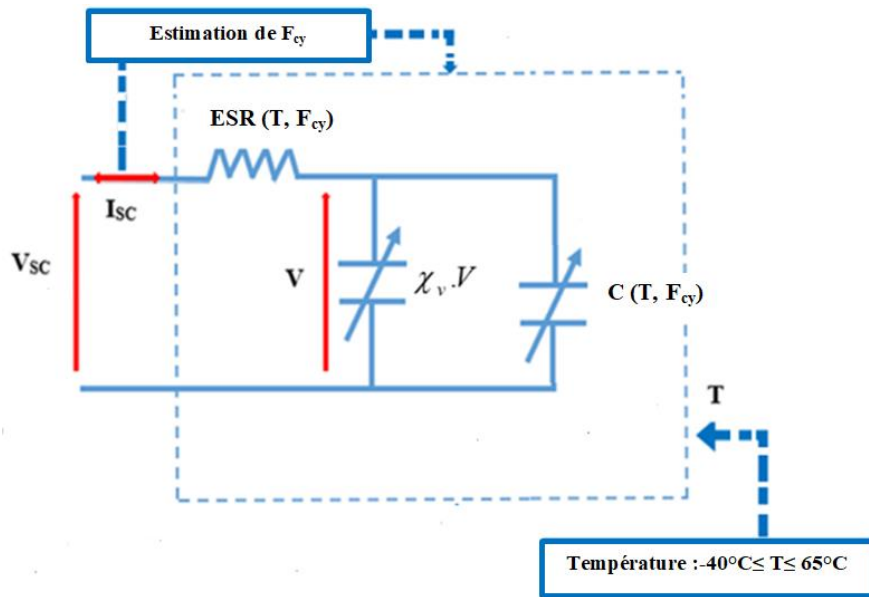 Estimation de Fcy
ESR (T, Fcy)
ISC
VSC
V
χv.V
C (T, Fcy)
T
Température :-40°C≤ T≤ 65°C